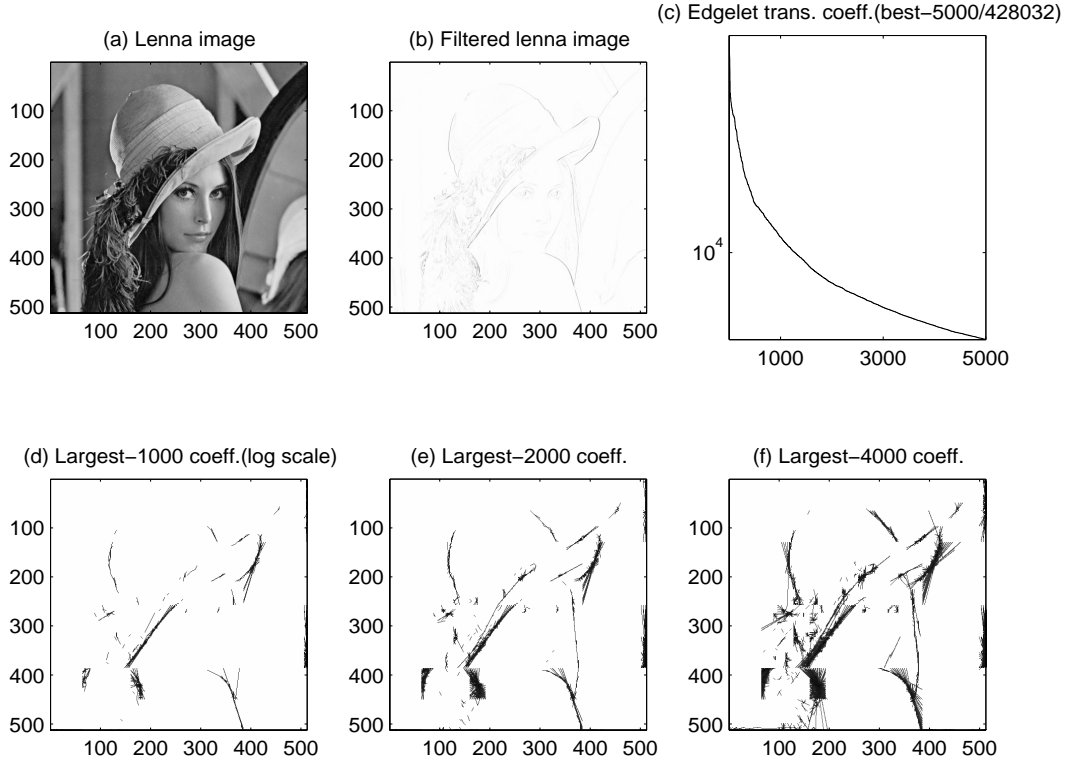 (a) Lenna image
100
200
300
400
500
100 200 300 400 500
(b) Filtered lenna image
100
200
300
400
500
100 200 300 400 500
(c) Edgelet trans. coeff.(best−5000/428032)
10^4
1000 3000 5000
(d) Largest−1000 coeff.(log scale)
100
200
300
400
500
100 200 300 400 500
(e) Largest−2000 coeff.
100
200
300
400
500
100 200 300 400 500
(f) Largest−4000 coeff.
100
200
300
400
500
100 200 300 400 500